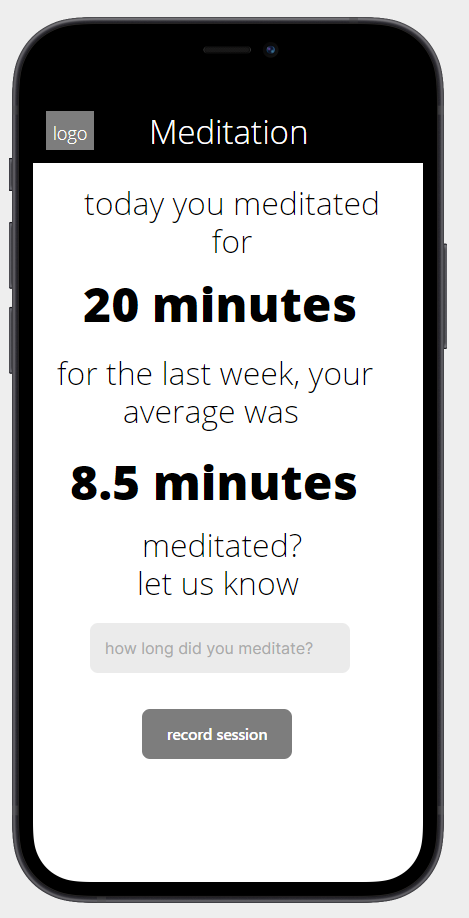 logo
Meditation
today you meditated
for
20 minutes
for the last week, your
average was
8.5 minutes
meditated?
let us know
how long did you meditate?
record session